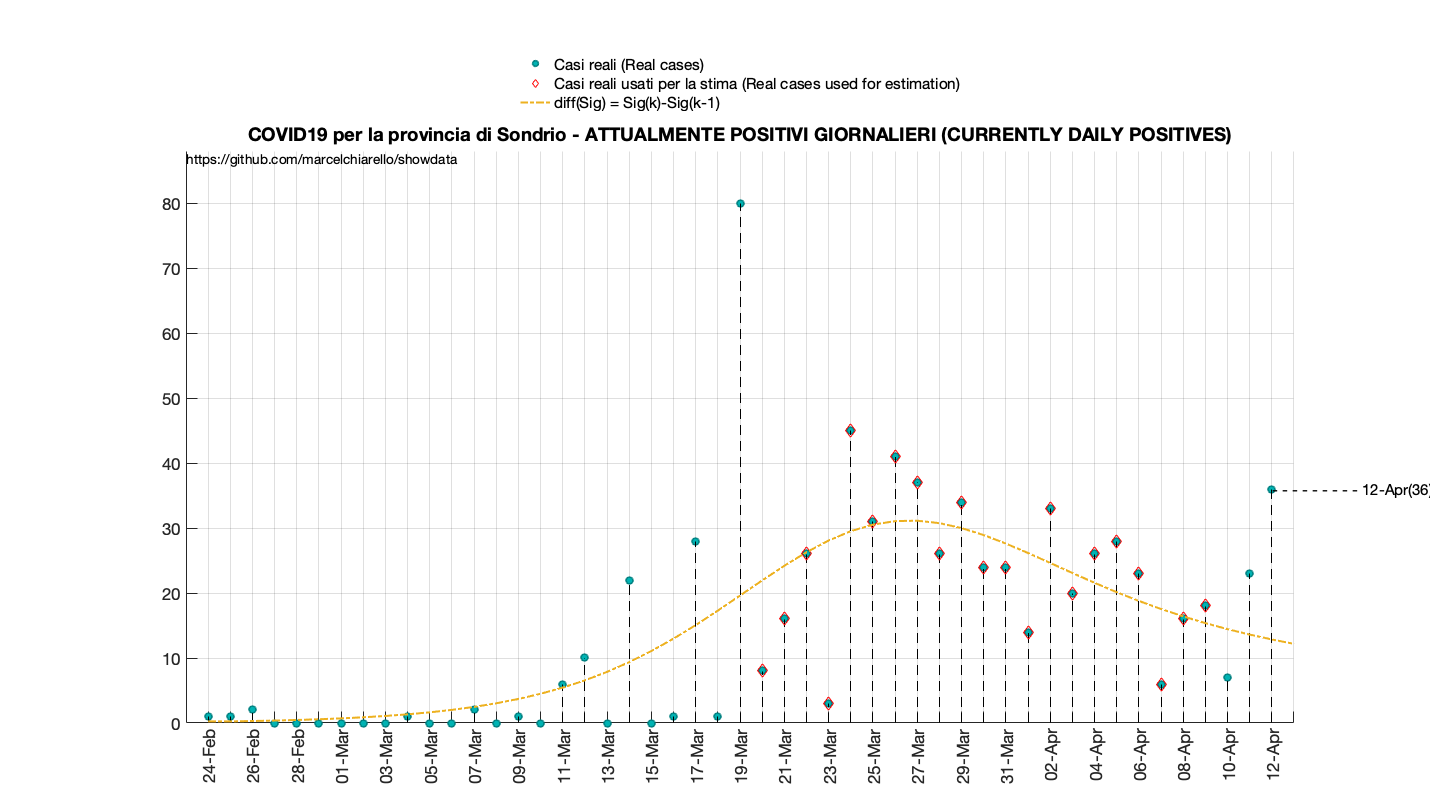 Casi reali (Real cases)
Casi reali usati per la stima (Real cases used for estimation)
diff(Sig) = Sig(k)-Sig(k-1)
COVID19 per la provincia di Sondrio - ATTUALMENTE POSITIVI GIORNALIERI (CURRENTLY DAILY POSITIVES)
https://github.com/marcelchiarello/showdata
80
70
60
50
40
30
20
10
0
12-Apr(36)
24-Feb
26-Feb
28-Feb
01-Mar
03-Mar
05-Mar
07-Mar
09-Mar
11-Mar
13-Mar
15-Mar
17-Mar
19-Mar
21-Mar
23-Mar
25-Mar
27-Mar
29-Mar
31-Mar
02-Apr
04-Apr
06-Apr
08-Apr
10-Apr
12-Apr